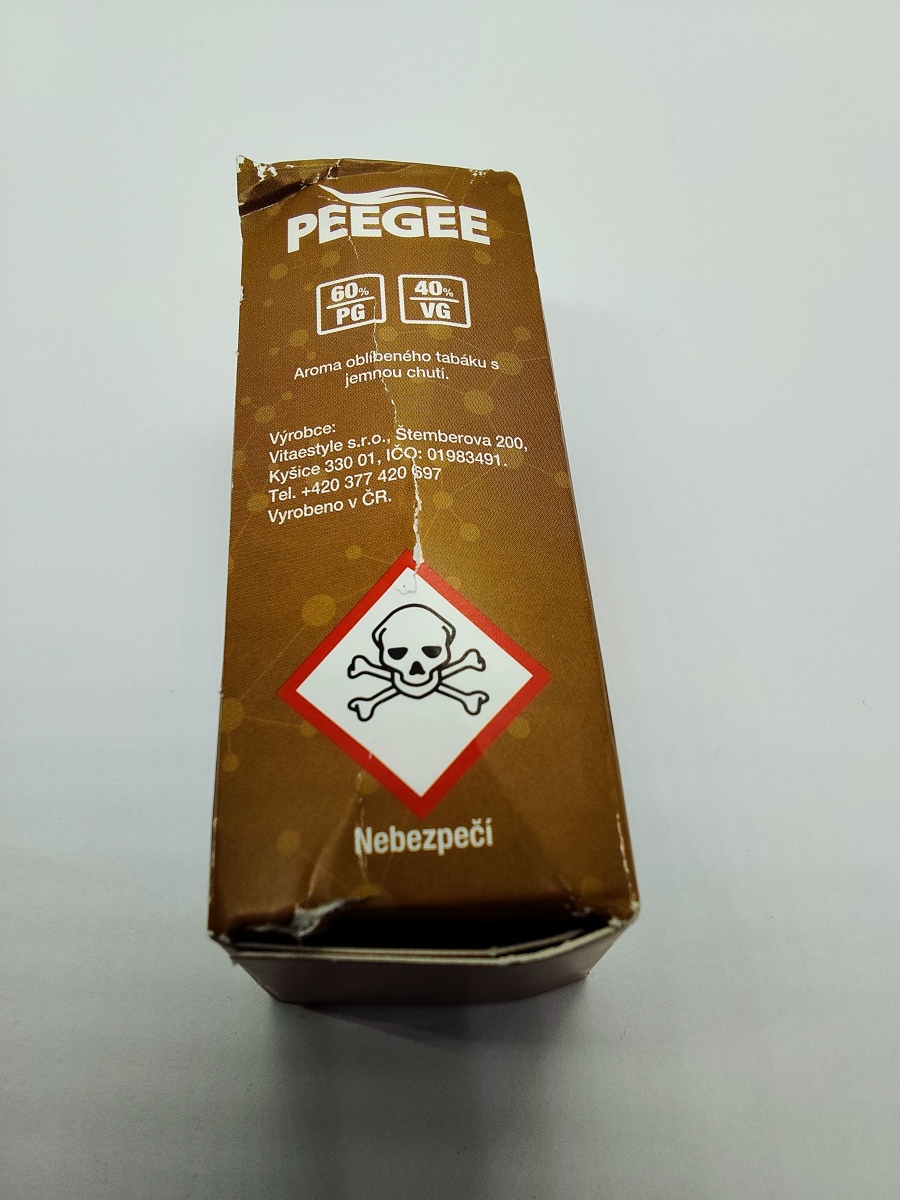 PEEGEE
60% PG
40% VG
Aroma oblíbeného tabáku s
jemnou chutí.
Výrobce:
Vitaestyle s.r.o., Štemberova 200,
Kyšice 330 01, IČO: 01983491.
Tel. +420 377 420 697
Vyrobeno v ČR.
Nebezpečí